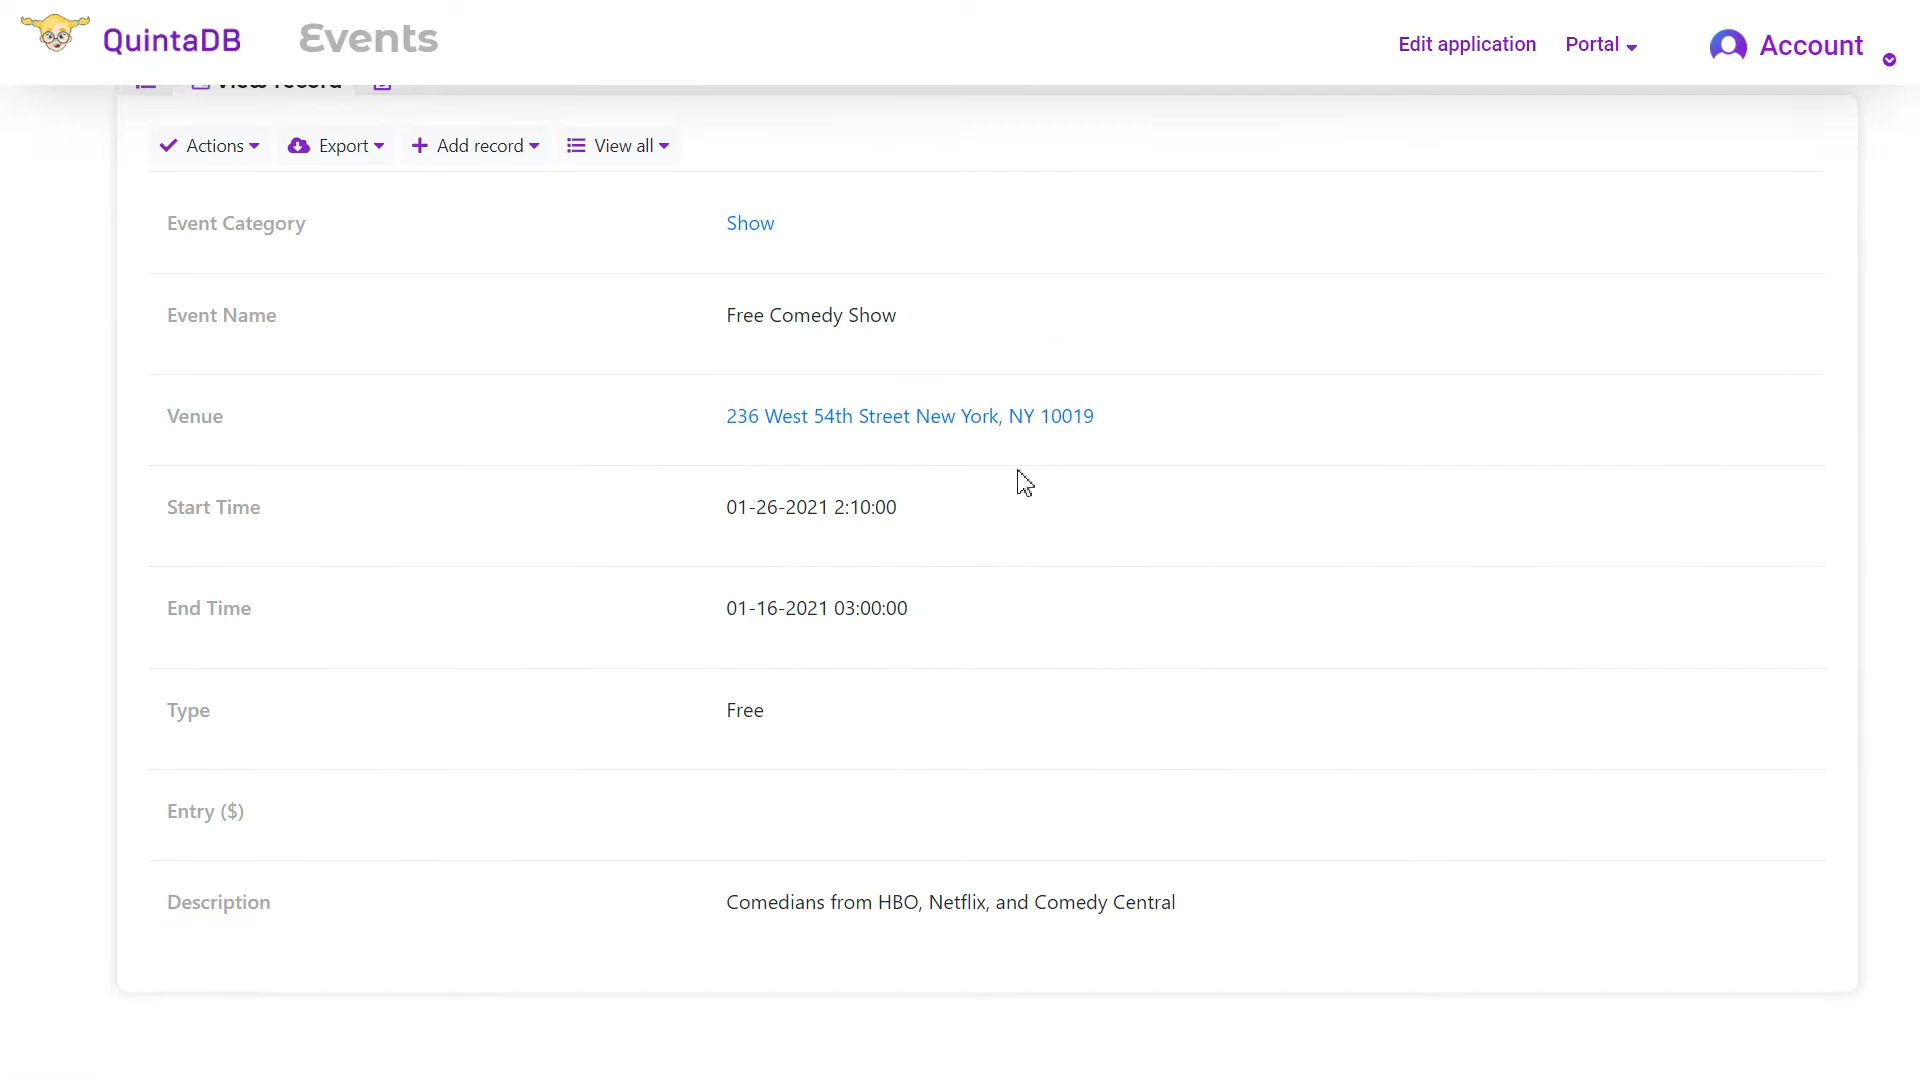 QuintaDB
Events
Edit application
Portal
Account
View record
Actions
Export
Add record
View all
Event Category
Show
Event Name
Free Comedy Show
Venue
236 West 54th Street New York, NY 10019
Start Time
01-26-2021 2:10:00
End Time
01-16-2021 03:00:00
Type
Free
Entry ($)
Description
Comedians from HBO, Netflix, and Comedy Central